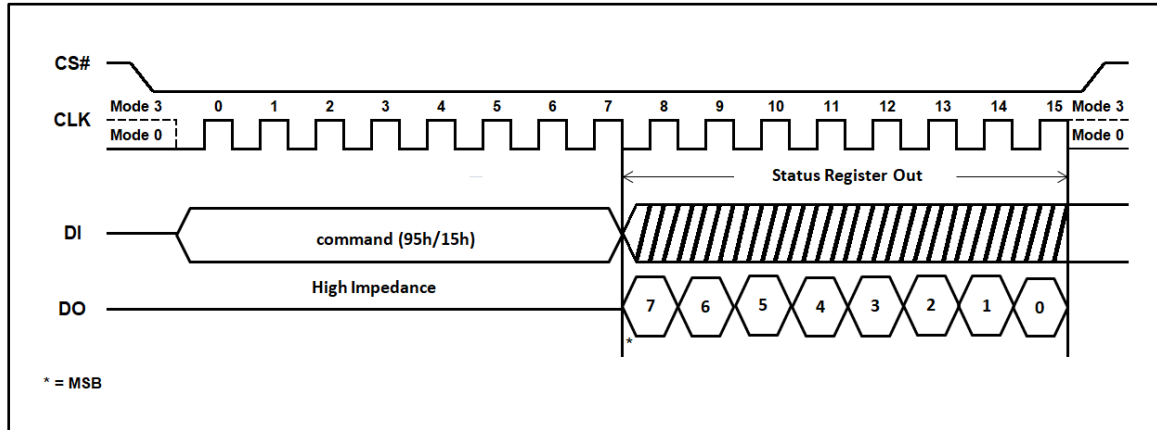 CS#
Mode 3 0 1 2 3 4 5 6 7 8 9 10 11 12 13 14 15 Mode 3
CLK
Mode 0 Mode 0
Status Register Out
DI command (95h/15h)
High Impedance
DO 7 6 5 4 3 2 1 0
*
* = MSB